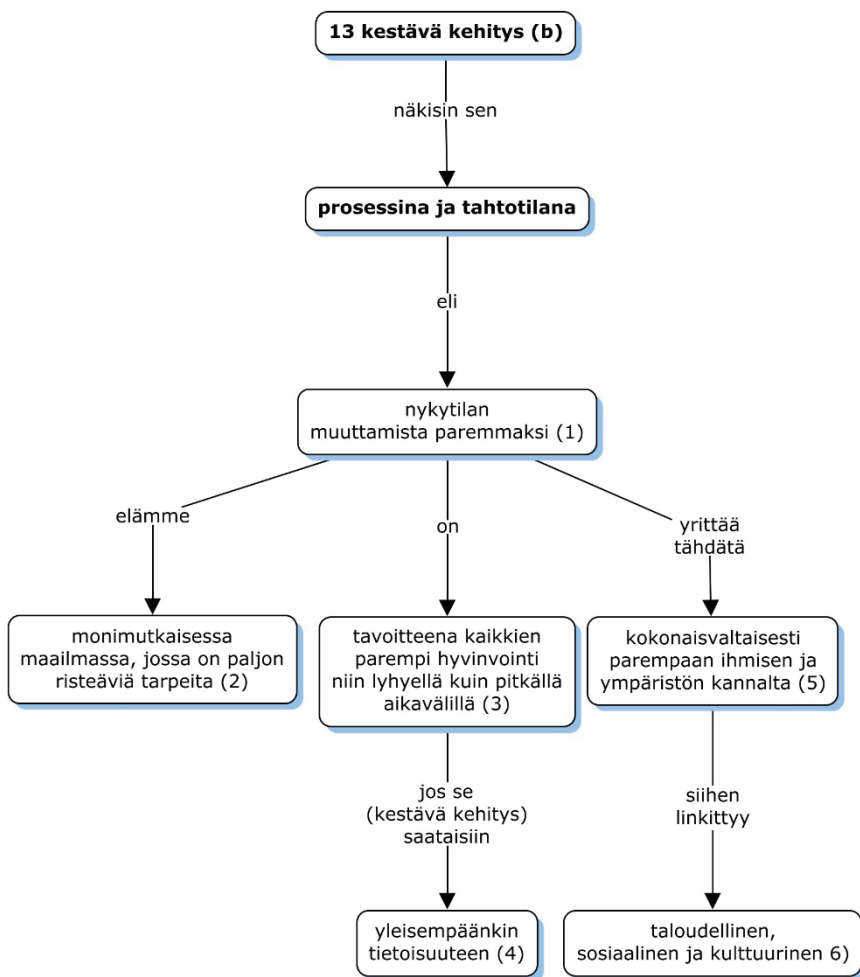 13 kestävä kehitys (b)
näkisin sen
prosessina ja tahtotilana
eli
nykytilan
muuttamista paremmaksi (1)
elämme
on
yrittää
tähdätä
monimutkaisessa
maailmassa, jossa on paljon
risteäviä tarpeita (2)
tavoitteena kaikkien
parempi hyvinvointi
niin lyhyellä kuin pitkällä
aikavälillä (3)
kokonaisvaltaisesti
parempaan ihmisen ja
ympäristön kannalta (5)
jos se
(kestävä kehitys)
saataisiin
siihen
linkittyy
yleisempäänkin
tietoisuuteen (4)
taloudellinen,
sosiaalinen ja kulttuurinen 6)